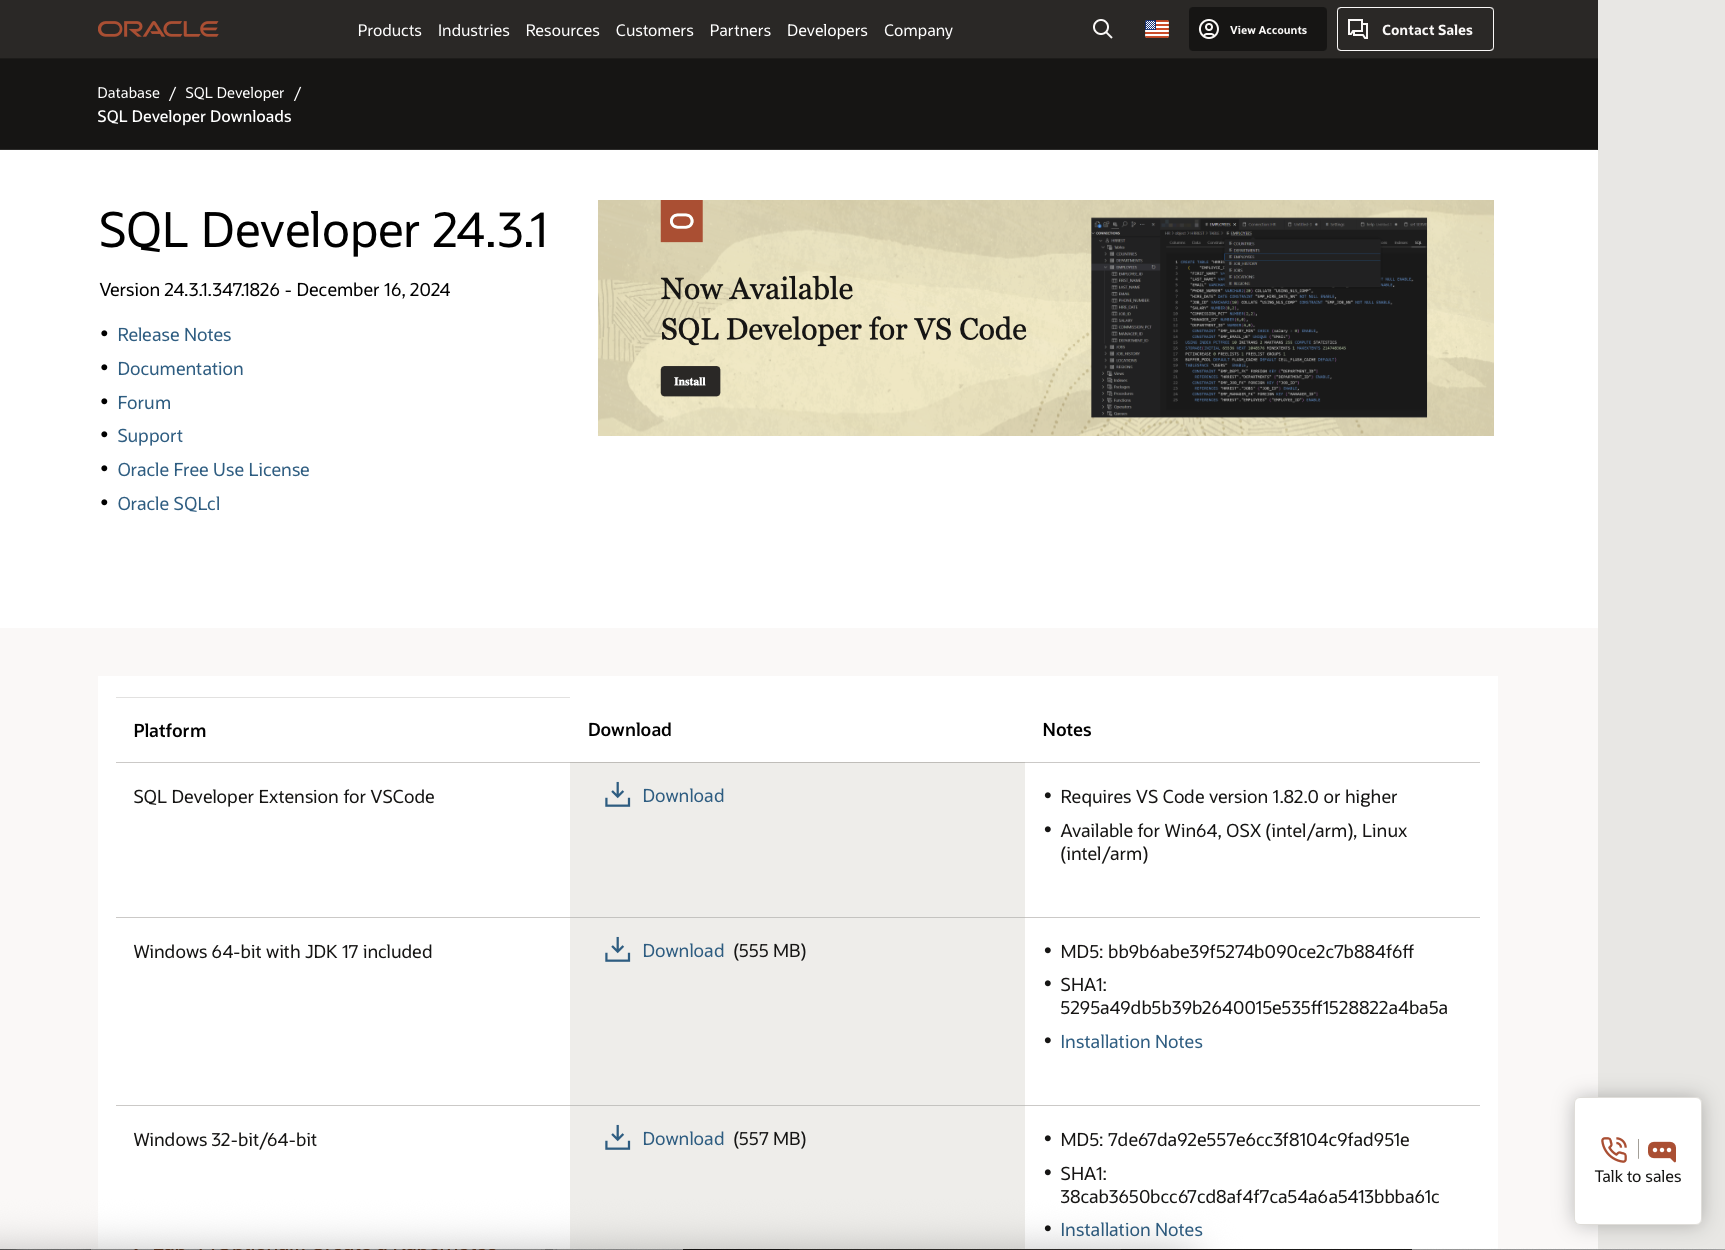 ORACLE
Products Industries Resources Customers Partners Developers Company
View Accounts
Contact Sales
Database / SQL Developer /
SQL Developer Downloads
SQL Developer 24.3.1
Version 24.3.1.347.1826 - December 16, 2024
• Release Notes
• Documentation
• Forum
• Support
• Oracle Free Use License
• Oracle SQLcl
Now Available
SQL Developer for VS Code
Install
Platform Download Notes
SQL Developer Extension for VSCode
Download
• Requires VS Code version 1.82.0 or higher
• Available for Win64, OSX (intel/arm), Linux
(intel/arm)
Windows 64-bit with JDK 17 included
Download (555 MB)
• MD5: bb9b6abe39f5274b090ce2c7b884f6ff
• SHA1:
5295a49db5b39b2640015e535ff1528822a4ba5a
• Installation Notes
Windows 32-bit/64-bit
Download (557 MB)
• MD5: 7de67da92e557e6cc3f8104c9fad951e
• SHA1:
38cab3650bcc67cd8af4f7ca54a6a5413bbba61c
• Installation Notes
Talk to sales